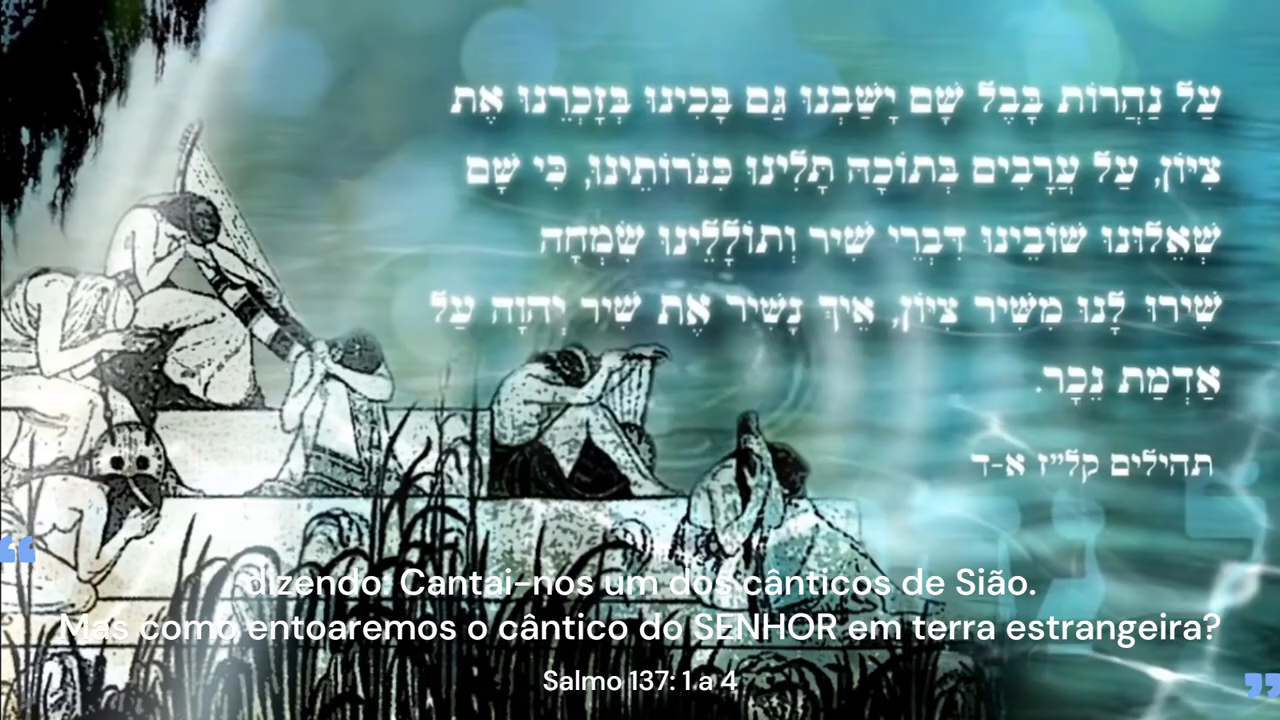 עַל נַהֲרוֹת בָּבֶל שָׁם יָשַׁבְנוּ גַּם בָּכִינוּ בְּזָכְרֵנוּ אֶת
צִיּוֹן, עַל עֲרָבִים בְּתוֹכָהּ תָּלִינוּ כִּנֹּרוֹתֵינוּ, כִּי שָׁם
שְׁאֵלוּנוּ שׁוֹבֵינוּ דִּבְרֵי שִׁיר וְתוֹלָלֵינוּ שִׂמְחָה
שִׁירוּ לָנוּ מִשִּׁיר צִיּוֹן, אֵיךְ נָשִׁיר אֶת שִׁיר יְהוָה עַל
אַדְמַת נֵכָר.
תהילים קל״ז א-ד
“
dizendo: Cantai-nos um dos cânticos de Sião.
Mas como entoaremos o cântico do SENHOR em terra estrangeira?
Salmo 137: 1 a 4
”